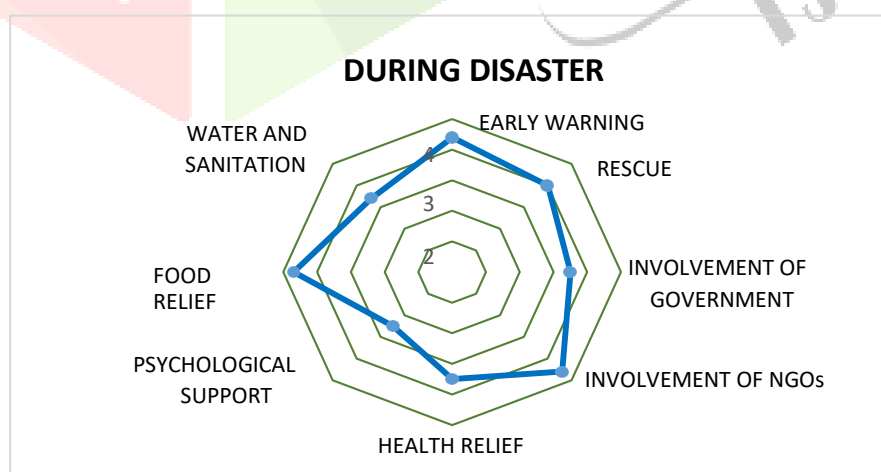 DURING DISASTER
EARLY WARNING
WATER AND
SANITATION
4
RESCUE
3
2
INVOLVEMENT OF
GOVERNMENT
FOOD
RELIEF
PSYCHOLOGICAL
SUPPORT
INVOLVEMENT OF NGOs
HEALTH RELIEF